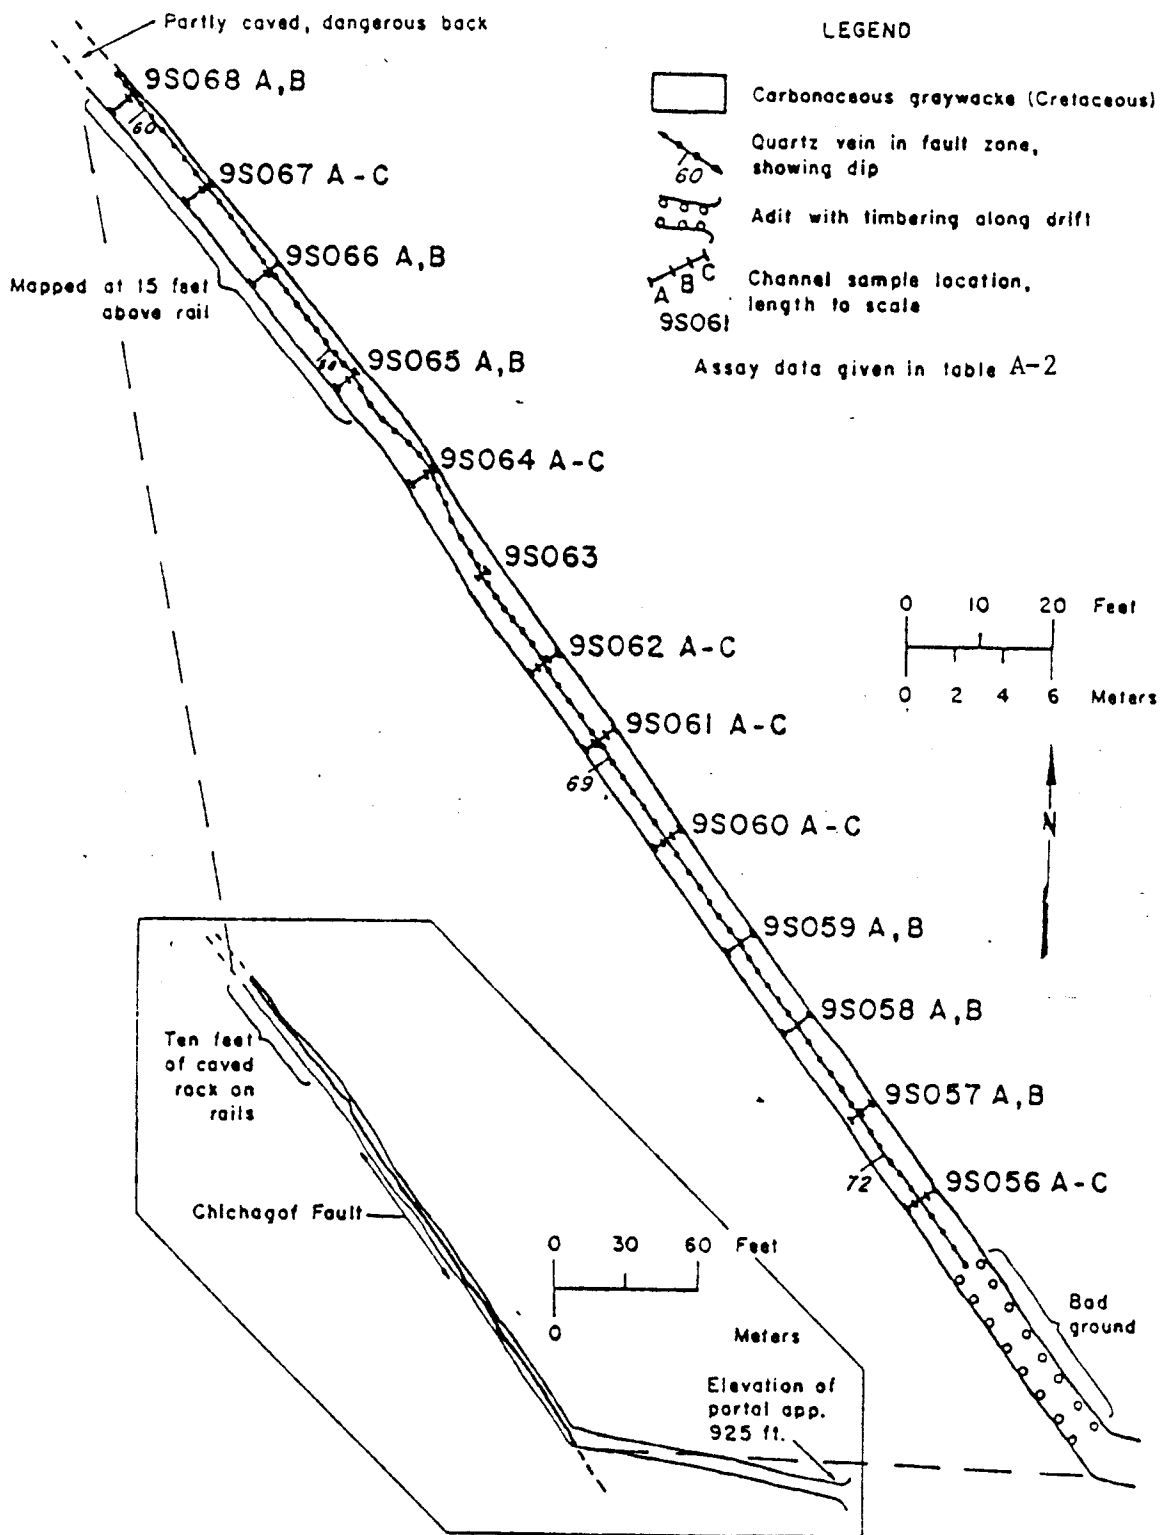 Partly caved, dangerous back
LEGEND
Carbonaceous graywacke (Cretaceous)
60
Quartz vein in fault zone,
showing dip
Adit with timbering along drift
A B C
9S061
Channel sample location,
length to scale
Assay data given in table A-2
9S068 A,B
60
9S067 A-C
9S066 A,B
Mapped at 15 feet
above rail
9S065 A,B
9S064 A-C
9S063
0 10 20 Feet
0 2 4 6 Meters
9S062 A-C
9S061 A-C
69
9S060 A-C
N
9S059 A,B
9S058 A,B
Ten feet
of caved
rock on
rails
9S057 A,B
72
9S056 A-C
Chichagof Fault
0 30 60 Feet
0 Meters
Bad
ground
Elevation of
portal app.
925 ft.